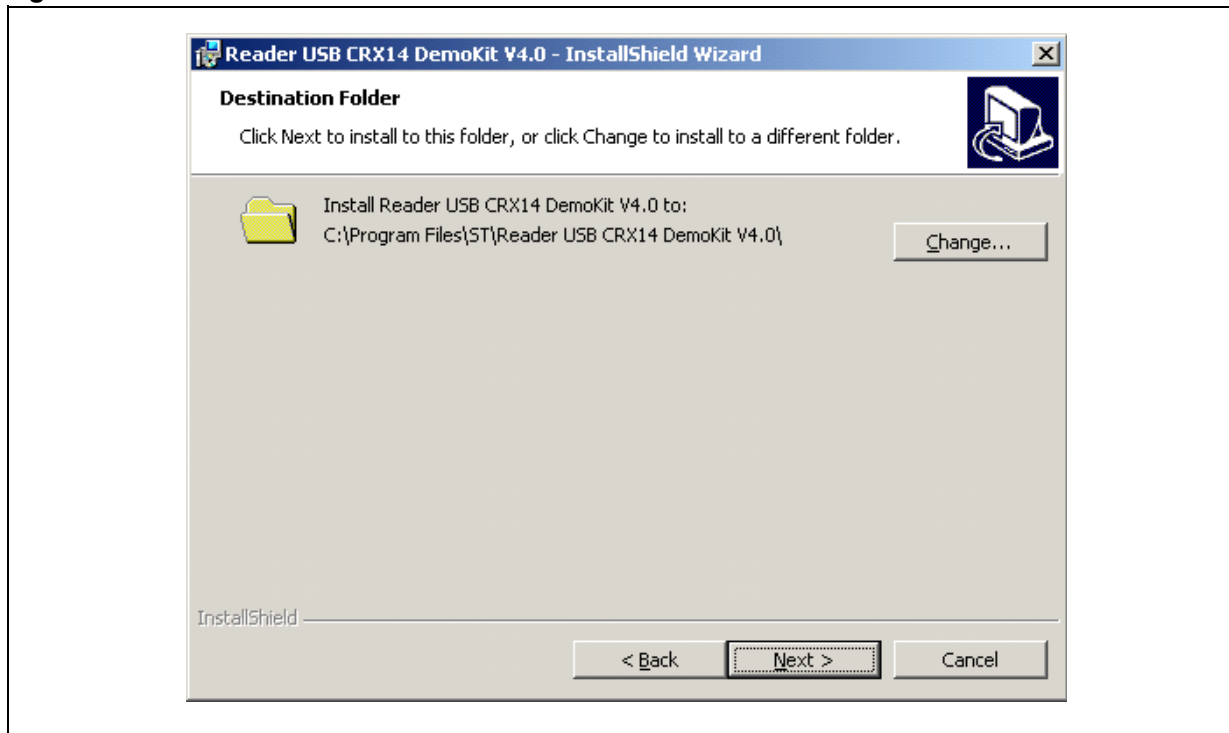 Reader USB CRX14 DemoKit V4.0 - InstallShield Wizard
Destination Folder
Click Next to install to this folder, or click Change to install to a different folder.
Install Reader USB CRX14 DemoKit V4.0 to:
C:\Program Files\ST\Reader USB CRX14 DemoKit V4.0\
Change...
InstallShield
< Back
Next >
Cancel